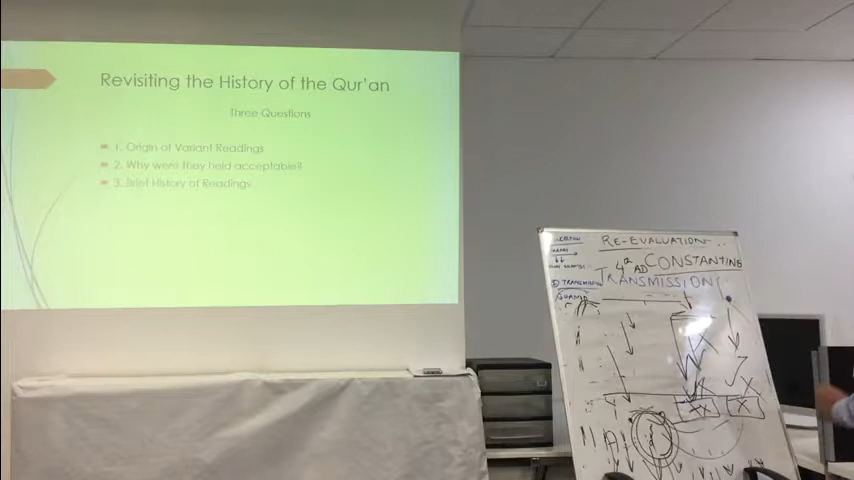 Revisiting the History of the Qur'an
Three Questions
1. Origin of Variant Readings
2. Why were they held acceptable?
3. Brief History of Readings
RE-EVALUATION
4th AD CONSTANTINE
TRANSMISSION
TRANSMISSION